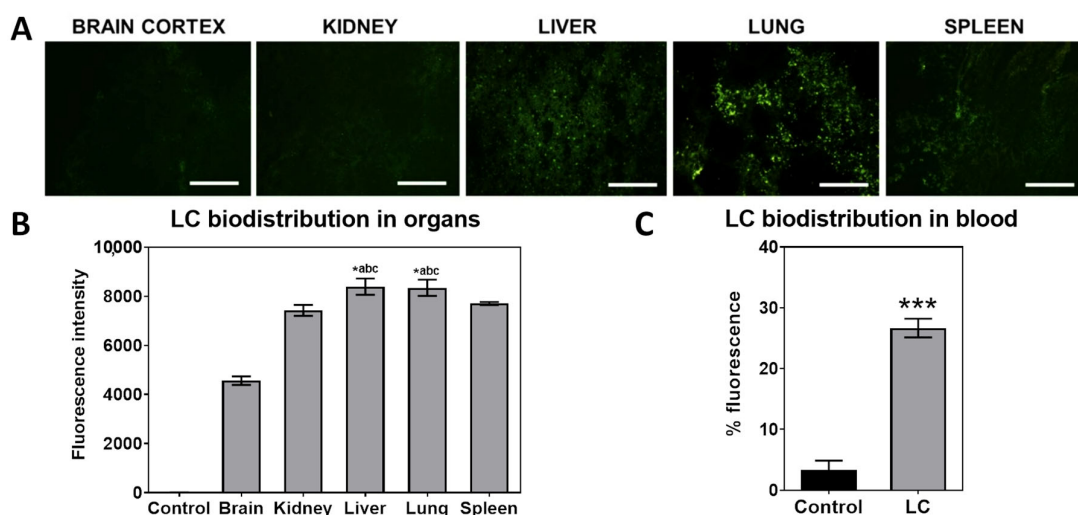 A
BRAIN CORTEX KIDNEY LIVER LUNG SPLEEN
B
LC biodistribution in organs
Fluorescence intensity
10,000
8000
6000
4000
2000
0
*abc *abc
Control Brain Kidney Liver Lung Spleen
C
LC biodistribution in blood
% fluorescence
40
30
20
10
0
***
Control LC